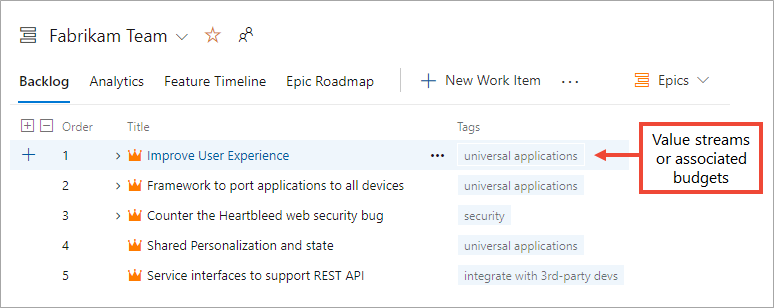 Fabrikam Team
Backlog Analytics Feature Timeline Epic Roadmap + New Work Item ... Epics
Order Title Tags
1 Improve User Experience ... universal applications
2 Framework to port applications to all devices universal applications
3 Counter the Heartbleed web security bug security
4 Shared Personalization and state universal applications
5 Service interfaces to support REST API integrate with 3rd-party devs
Value streams
or associated
budgets